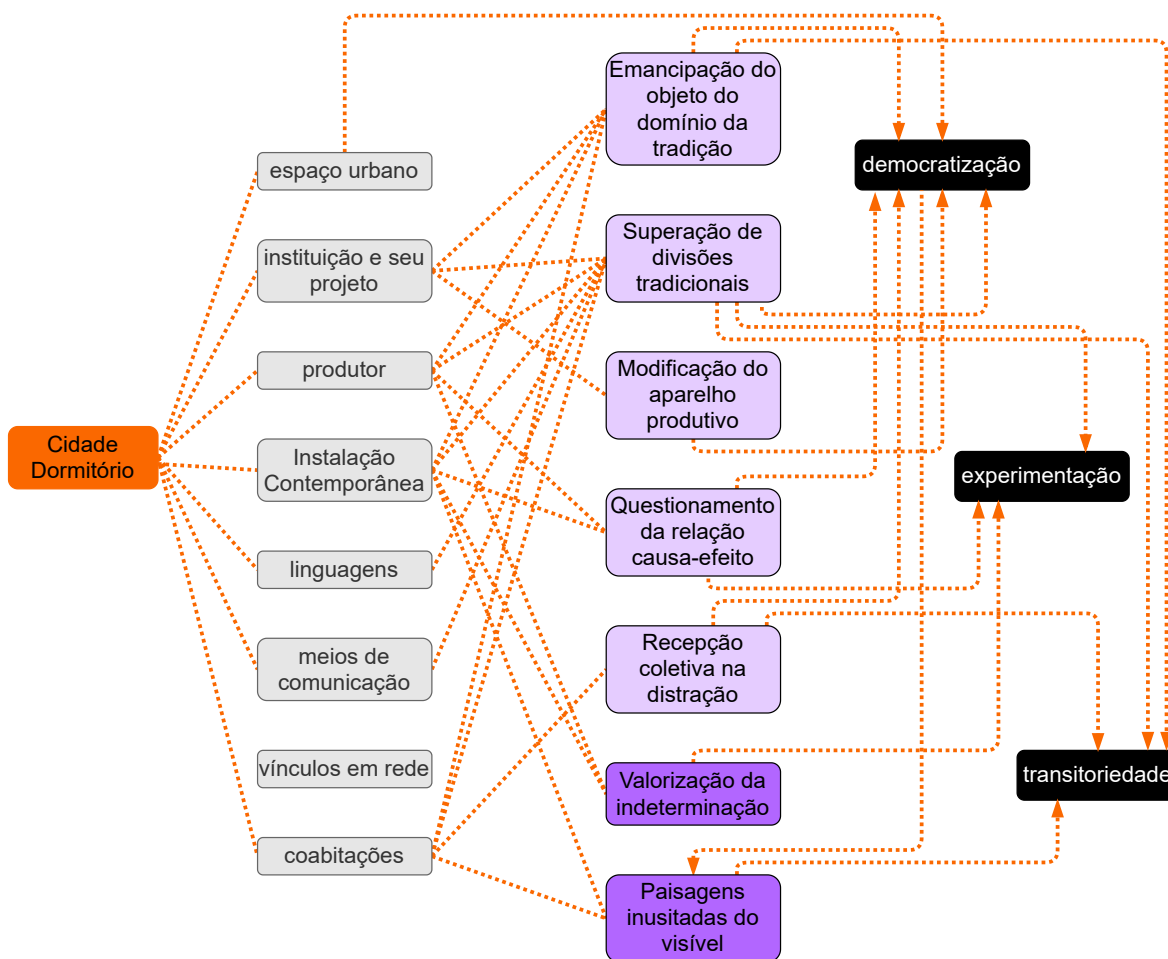 Cidade
Dormitório
espaço urbano
instituição e seu
projeto
produtor
Instalação
Contemporânea
linguagens
meios de
comunicação
vínculos em rede
coabitações
Emancipação do
objeto do
domínio da
tradição
Superação de
divisões
tradicionais
Modificação do
aparelho
produtivo
Questionamento
da relação
causa-efeito
Recepção
coletiva na
distração
Valorização da
indeterminação
Paisagens
inusitadas do
visível
democratização
experimentação
transitoriedade